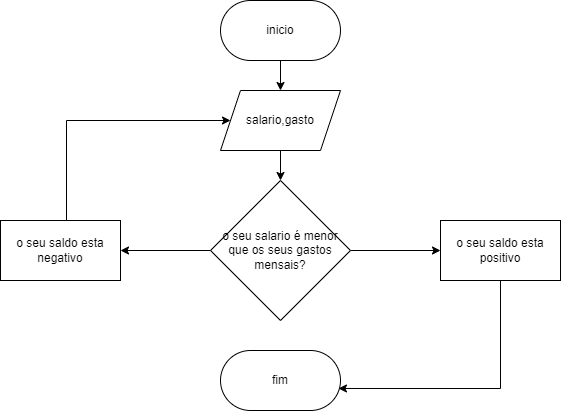 inicio
salario,gasto
o seu salario é menor
que os seus gastos
mensais?
o seu saldo esta
negativo
o seu saldo esta
positivo
fim